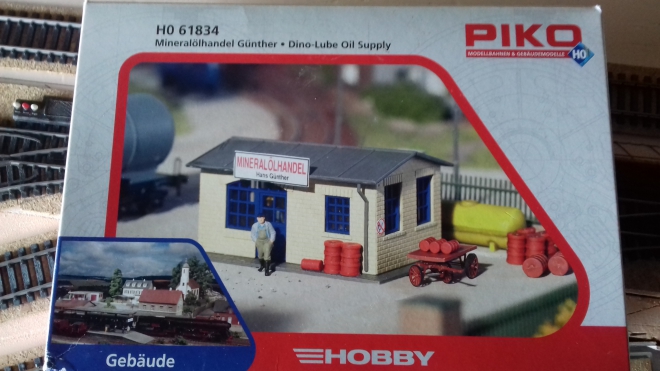 H0 61834
Mineralölhandel Günther • Dino-Lube Oil Supply
PIKO
MODELLBAHNEN & GEBÄUDEMODELLE
H0
MINERALÖLHANDEL
Hans Günther
Gebäude
HOBBY